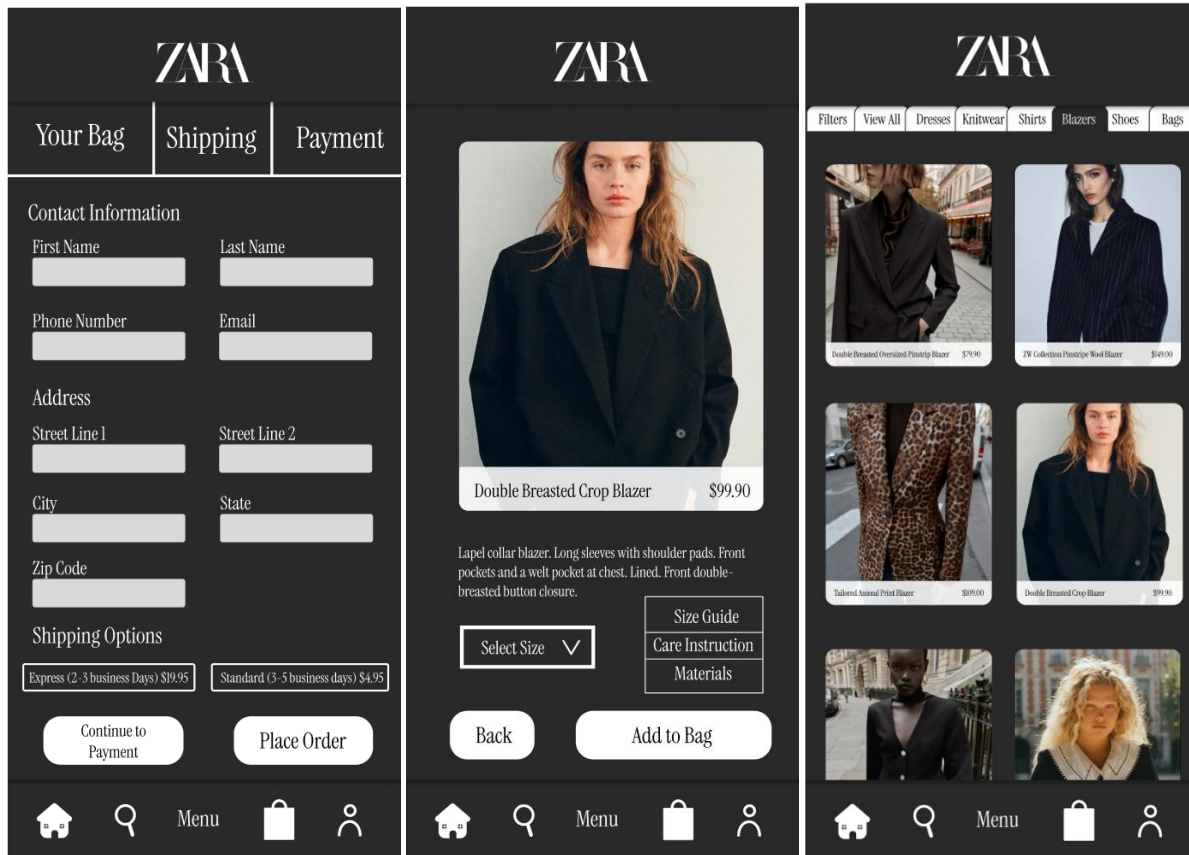 ZARA
Your Bag
Shipping
Payment
Contact Information
First Name
Last Name
Phone Number
Email
Address
Street Line 1
Street Line 2
City
State
Zip Code
Shipping Options
Express (2-3 business Days) $19.95
Standard (3-5 business days) $4.95
Continue to
Payment
Place Order
Menu
ZARA
Double Breasted Crop Blazer $99.90
Lapel collar blazer. Long sleeves with shoulder pads. Front
pockets and a welt pocket at chest. Lined. Front double-
breasted button closure.
Size Guide
Select Size
Care Instruction
Materials
Back
Add to Bag
Menu
ZARA
Filters
View All
Dresses
Knitwear
Shirts
Blazers
Shoes
Bags
Double Breasted Oversized Pinstrip Blazer $79.90
ZW Collection Pinstripe Wool Blazer $149.00
Tailored Animal Print Blazer $109.00
Double Breasted Crop Blazer $99.90
Menu